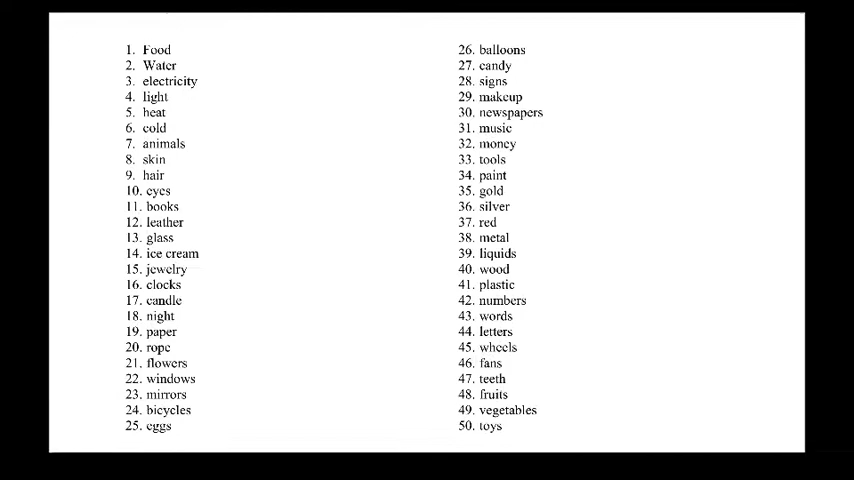 1. Food
2. Water
3. electricity
4. light
5. heat
6. cold
7. animals
8. skin
9. hair
10. eyes
11. books
12. leather
13. glass
14. ice cream
15. jewelry
16. clocks
17. candle
18. night
19. paper
20. rope
21. flowers
22. windows
23. mirrors
24. bicycles
25. eggs
26. balloons
27. candy
28. signs
29. makeup
30. newspapers
31. music
32. money
33. tools
34. paint
35. gold
36. silver
37. red
38. metal
39. liquids
40. wood
41. plastic
42. numbers
43. words
44. letters
45. wheels
46. fans
47. teeth
48. fruits
49. vegetables
50. toys